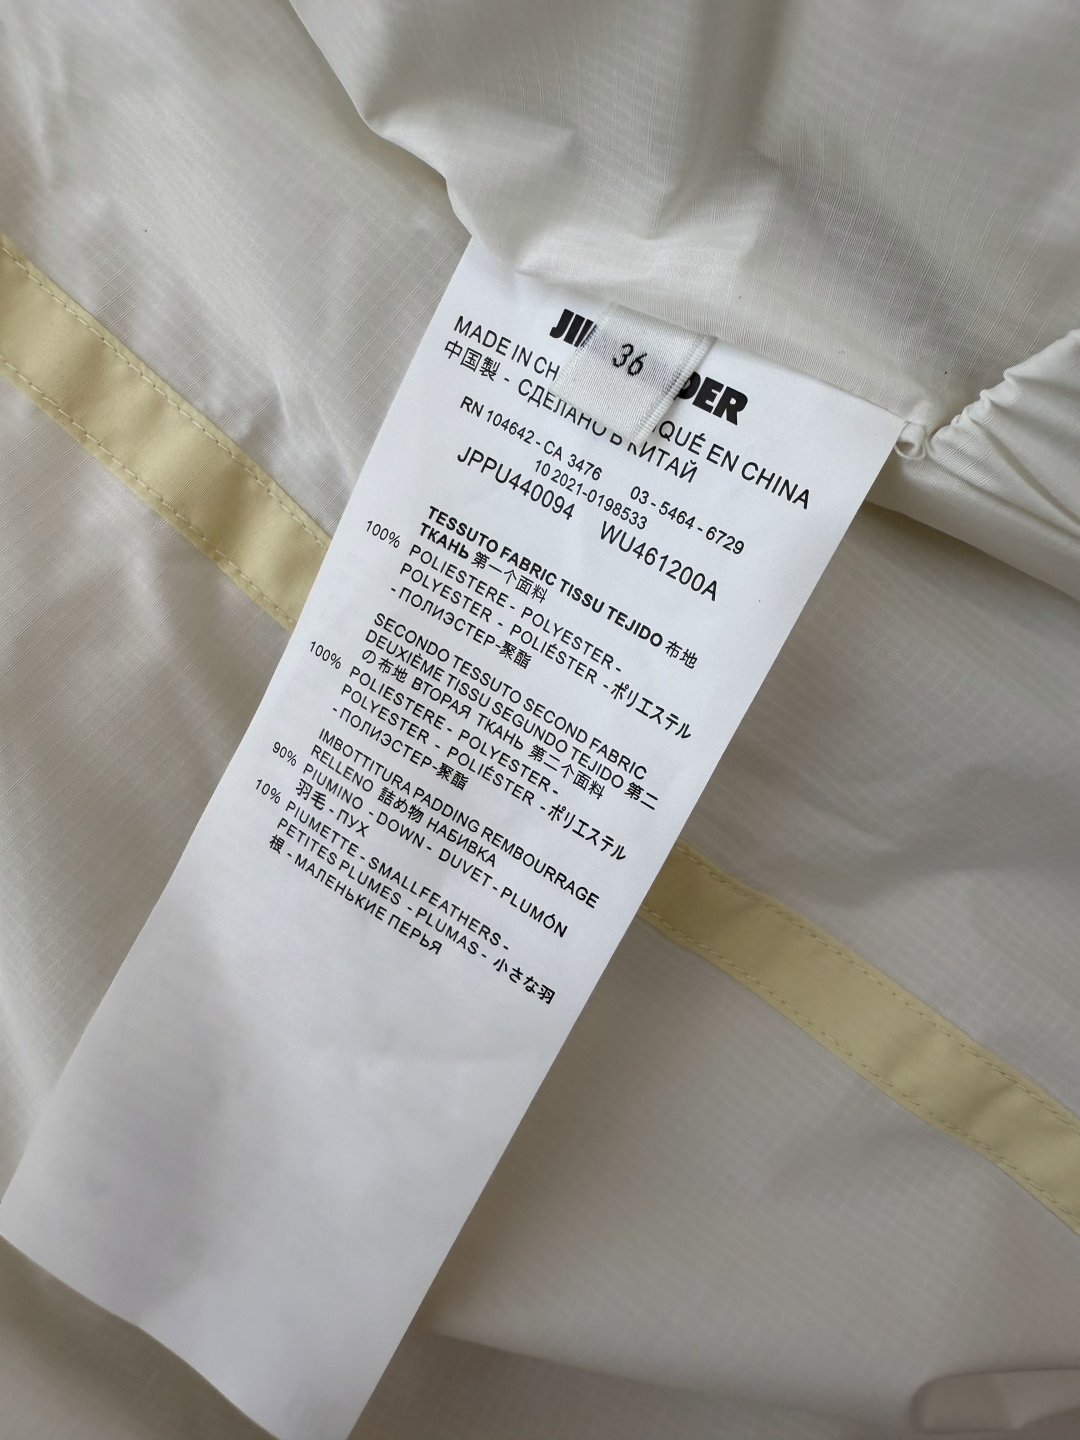 36
JI DER
MADE IN CH QUÉ EN CHINA
中国製 - СДЕЛАНО В КИТАЙ
RN 104642 - CA 3476 03 - 5464 - 6729
10 2021-0198533
JPPU440094 WU461200A
TESSUTO FABRIC TISSU TEJIDO 布地
ТКАНЬ 第一个面料
100% POLIESTERE - POLYESTER -
POLYESTER - POLIÉSTER - ポリエステル
- ПОЛИЭСТЕР-聚酯
SECONDO TESSUTO SECOND FABRIC
DEUXIÈME TISSU SEGUNDO TEJIDO 第二
の布地 ВТОРАЯ ТКАНЬ 第二个面料
100% POLIESTERE - POLYESTER -
POLYESTER - POLIÉSTER - ポリエステル
- ПОЛИЭСТЕР-聚酯
IMBOTTITURA PADDING REMBOURRAGE
RELLENO 詰め物 НАБИВКА
90% PIUMINO - DOWN - DUVET - PLUMÓN
羽毛 - ПУХ
10% PIUMETTE - SMALLFEATHERS -
PETITES PLUMES - PLUMAS - 小さな羽
根 - МАЛЕНЬКИЕ ПЕРЬЯ